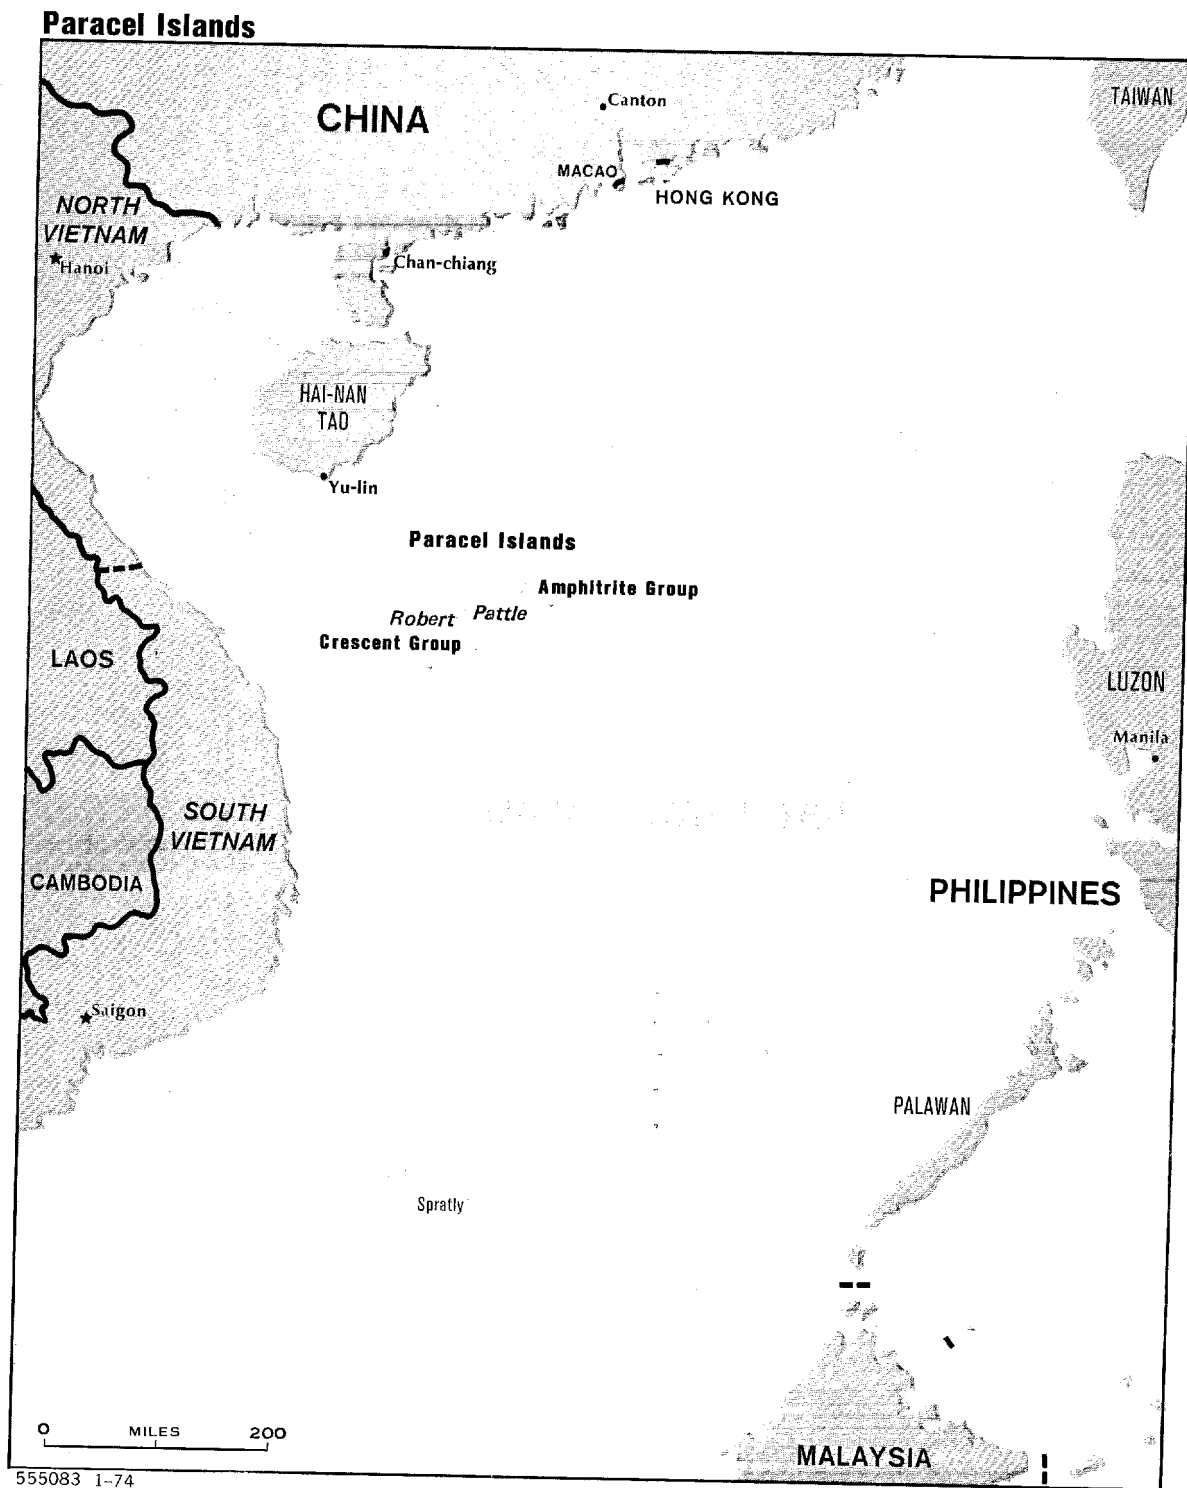 Paracel Islands
CHINA
Canton
TAIWAN
MACAO
HONG KONG
NORTH
VIETNAM
Hanoi
Chan-chiang
HAI-NAN
TAO
Yu-lin
Paracel Islands
Amphitrite Group
Robert
Pattle
Crescent Group
LAOS
LUZON
Manila
SOUTH
VIETNAM
CAMBODIA
PHILIPPINES
Saigon
PALAWAN
Spratly
0 MILES 200
MALAYSIA
555083 1-74